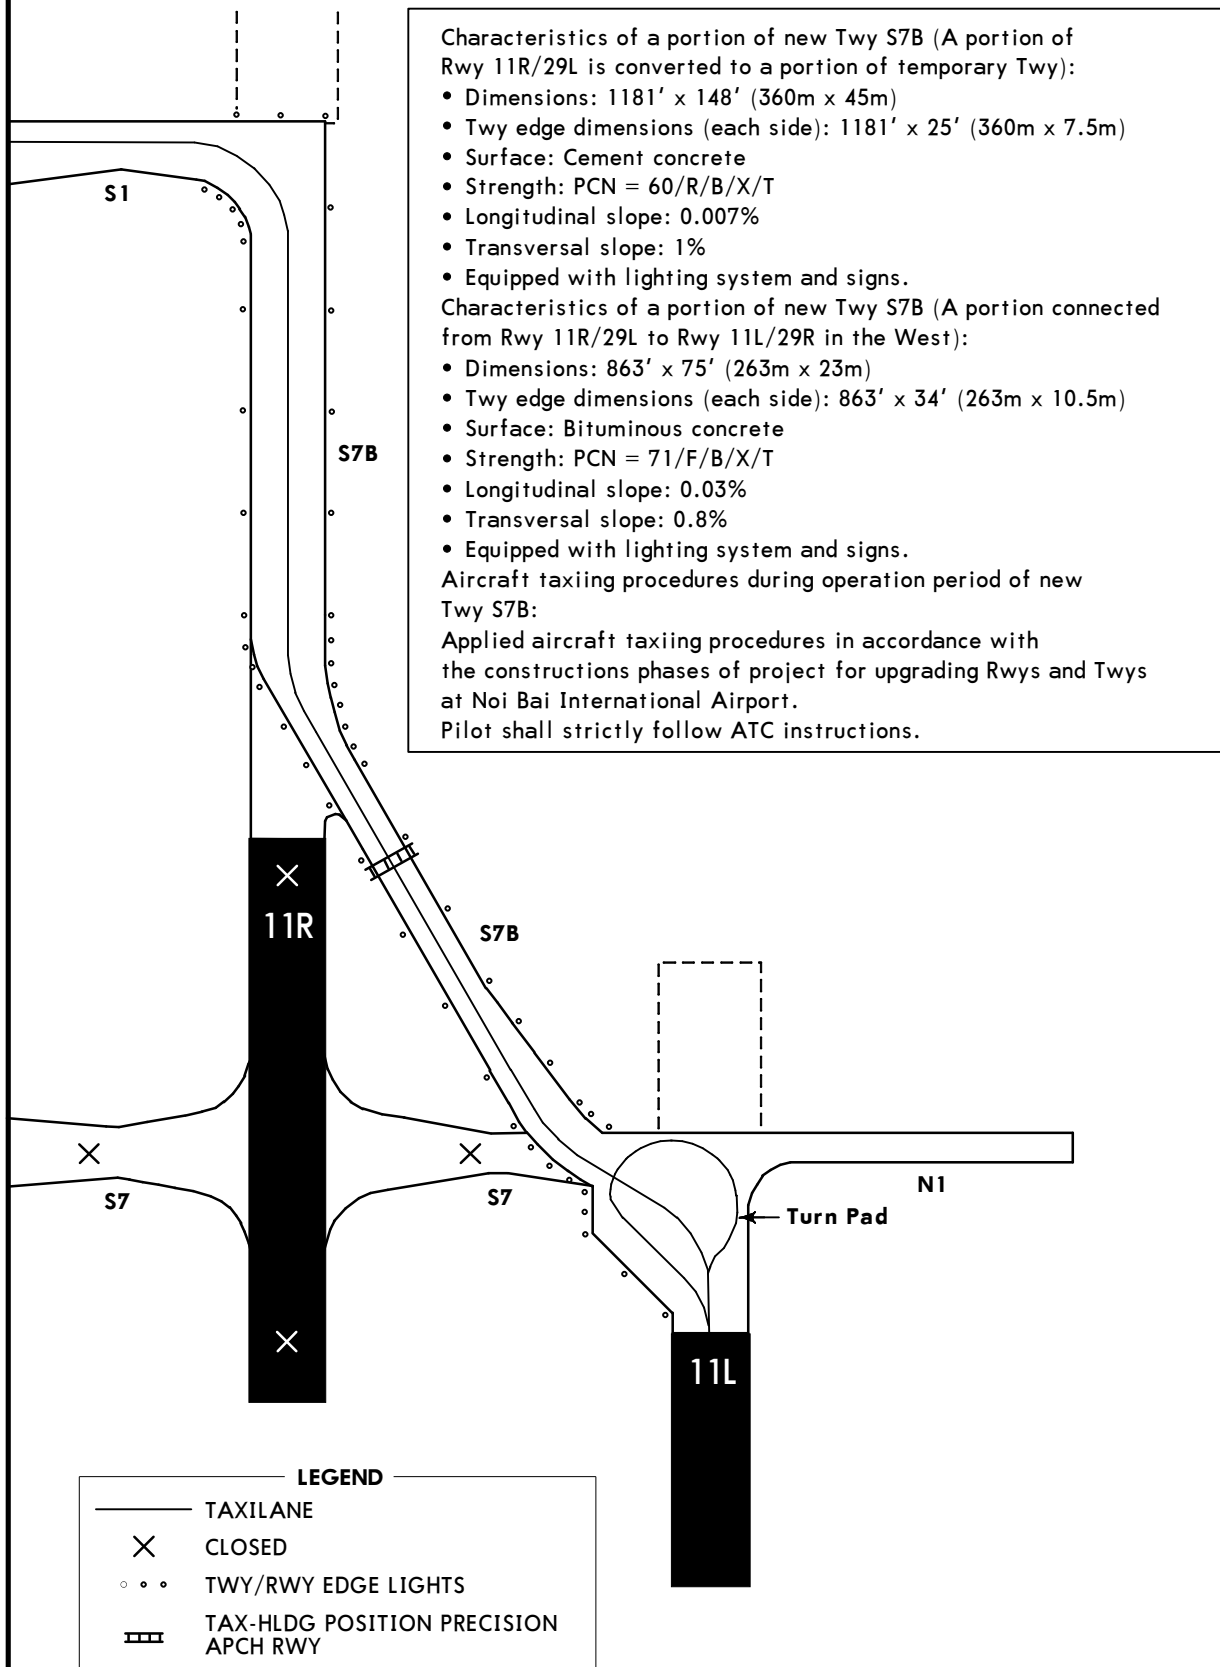 Characteristics of a portion of new Twy S7B (A portion of
Rwy 11R/29L is converted to a portion of temporary Twy):
• Dimensions: 1181' x 148' (360m x 45m)
• Twy edge dimensions (each side): 1181' x 25' (360m x 7.5m)
• Surface: Cement concrete
• Strength: PCN = 60/R/B/X/T
• Longitudinal slope: 0.007%
• Transversal slope: 1%
• Equipped with lighting system and signs.
Characteristics of a portion of new Twy S7B (A portion connected
from Rwy 11R/29L to Rwy 11L/29R in the West):
• Dimensions: 863' x 75' (263m x 23m)
• Twy edge dimensions (each side): 863' x 34' (263m x 10.5m)
• Surface: Bituminous concrete
• Strength: PCN = 71/F/B/X/T
• Longitudinal slope: 0.03%
• Transversal slope: 0.8%
• Equipped with lighting system and signs.
Aircraft taxiing procedures during operation period of new
Twy S7B:
Applied aircraft taxiing procedures in accordance with
the constructions phases of project for upgrading Rwys and Twys
at Noi Bai International Airport.
Pilot shall strictly follow ATC instructions.
S1
S7B
11R
S7B
S7
S7
N1
Turn Pad
11L
LEGEND
TAXILANE
CLOSED
TWY/RWY EDGE LIGHTS
TAX-HLDG POSITION PRECISION
APCH RWY